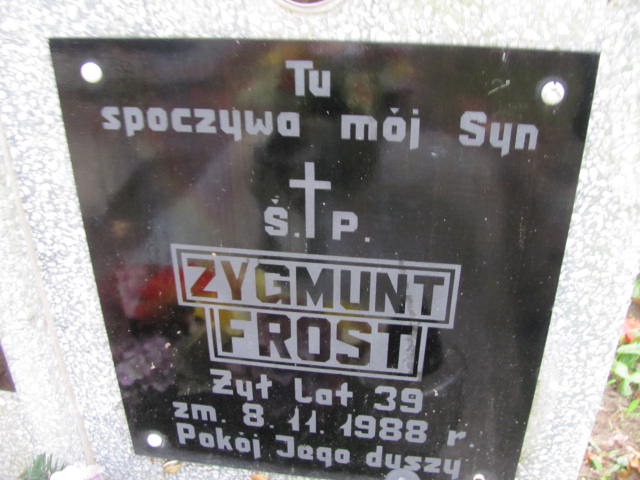 Tu
spoczywa mój Syn
Ś. P.
ZYGMUNT
FROST
Żył Lat 39
zm. 8.11.1988 r.
Pokój Jego duszy